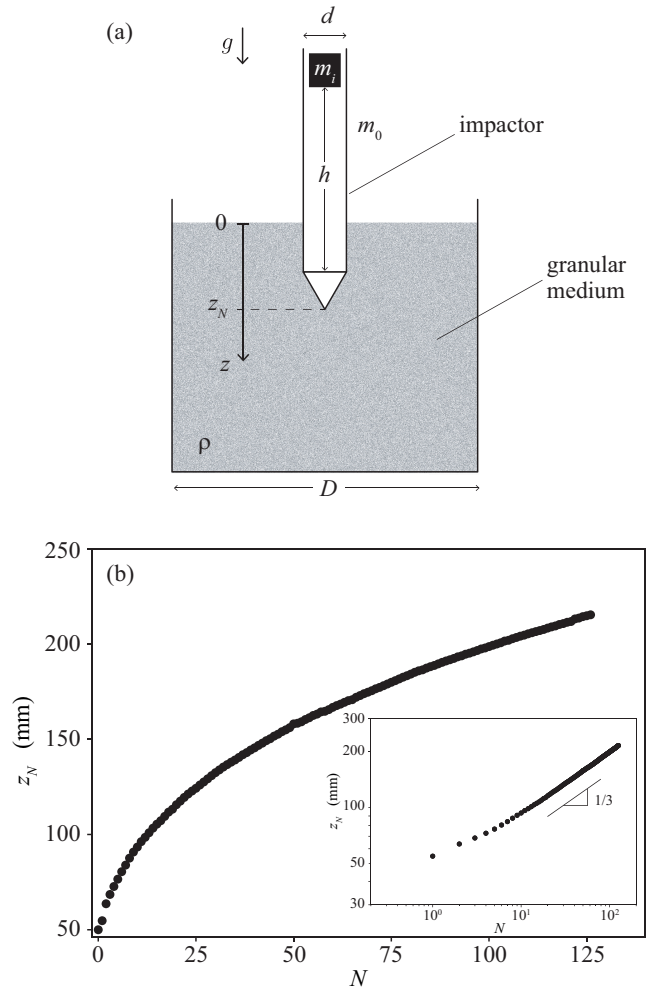 (a)
g
d
m_i
m_0
impactor
h
0
granular
medium
z_N
z
ρ
D
(b)
250
200
150
100
50
z_N (mm)
0
25
50
75
100
125
N
300
200
100
50
30
z_N (mm)
1/3
10^0
10^1
10^2
N